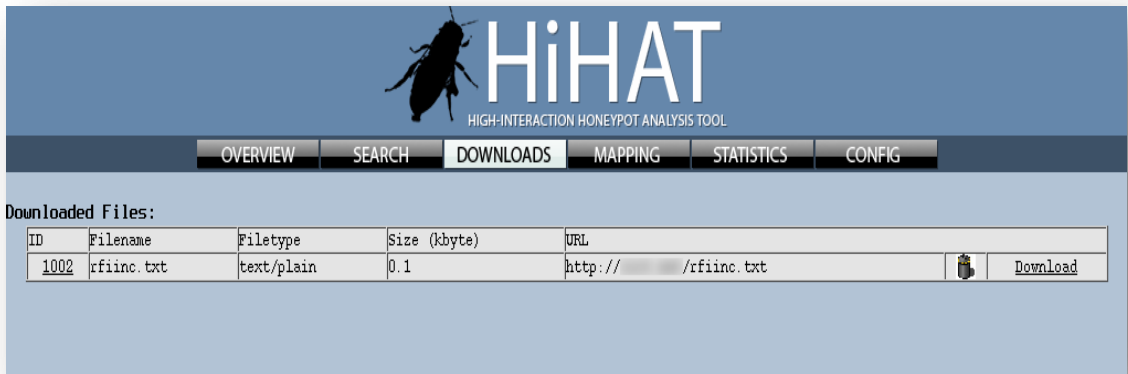 HiHAT
HIGH-INTERACTION HONEYPOT ANALYSIS TOOL
OVERVIEW SEARCH DOWNLOADS MAPPING STATISTICS CONFIG
Downloaded Files:
ID Filename Filetype Size (kbyte) URL
1002 rfiinc.txt text/plain 0.1 http:// /rfiinc.txt Download